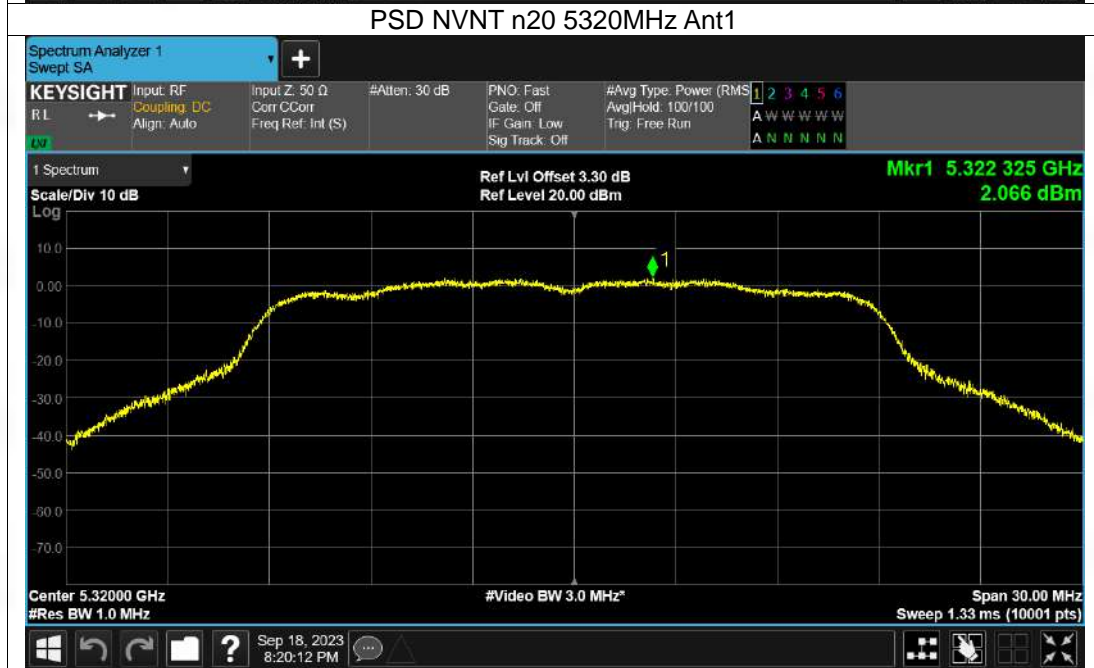 PSD NVNT n20 5320MHz Ant1
Spectrum Analyzer 1
Swept SA
+
KEYSIGHT
R L
Input: RF
Coupling: DC
Align: Auto
Input Z: 50 Ω
Corr CCorr
Freq Ref: Int (S)
#Atten: 30 dB
PNO: Fast
Gate: Off
IF Gain: Low
Sig Track: Off
#Avg Type: Power (RMS
Avg|Hold: 100/100
Trig: Free Run
1 2 3 4 5 6
A W W W W W
A N N N N N
1 Spectrum
Scale/Div 10 dB
Log
Ref Lvl Offset 3.30 dB
Ref Level 20.00 dBm
Mkr1 5.322 325 GHz
2.066 dBm
1
10.0
0.00
-10.0
-20.0
-30.0
-40.0
-50.0
-60.0
-70.0
Center 5.32000 GHz
#Res BW 1.0 MHz
#Video BW 3.0 MHz*
Span 30.00 MHz
Sweep 1.33 ms (10001 pts)
?
Sep 18, 2023
8:20:12 PM